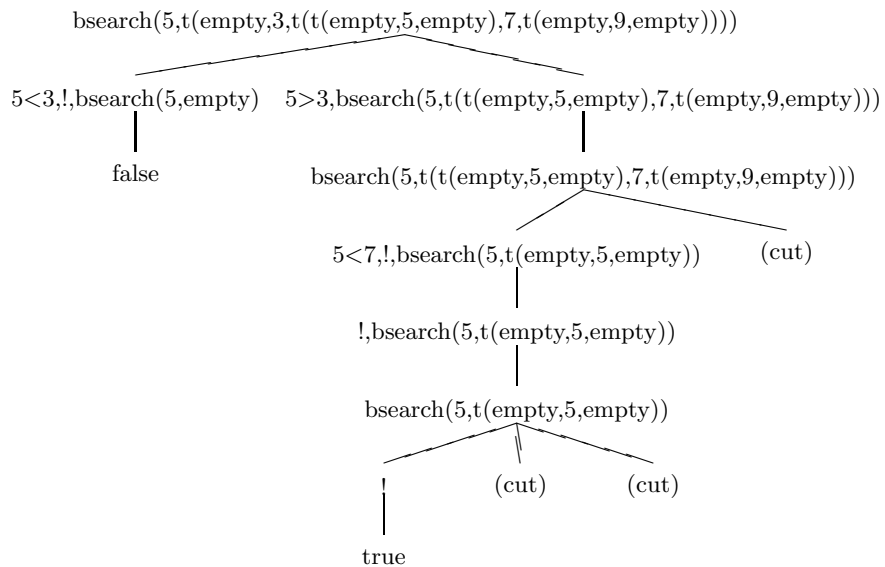 bsearch(5,t(empty,3,t(t(empty,5,empty),7,t(empty,9,empty))))
5<3,!,bsearch(5,empty) 5>3,bsearch(5,t(t(empty,5,empty),7,t(empty,9,empty)))
false bsearch(5,t(t(empty,5,empty),7,t(empty,9,empty)))
5<7,!,bsearch(5,t(empty,5,empty)) (cut)
!,bsearch(5,t(empty,5,empty))
bsearch(5,t(empty,5,empty))
! (cut) (cut)
true